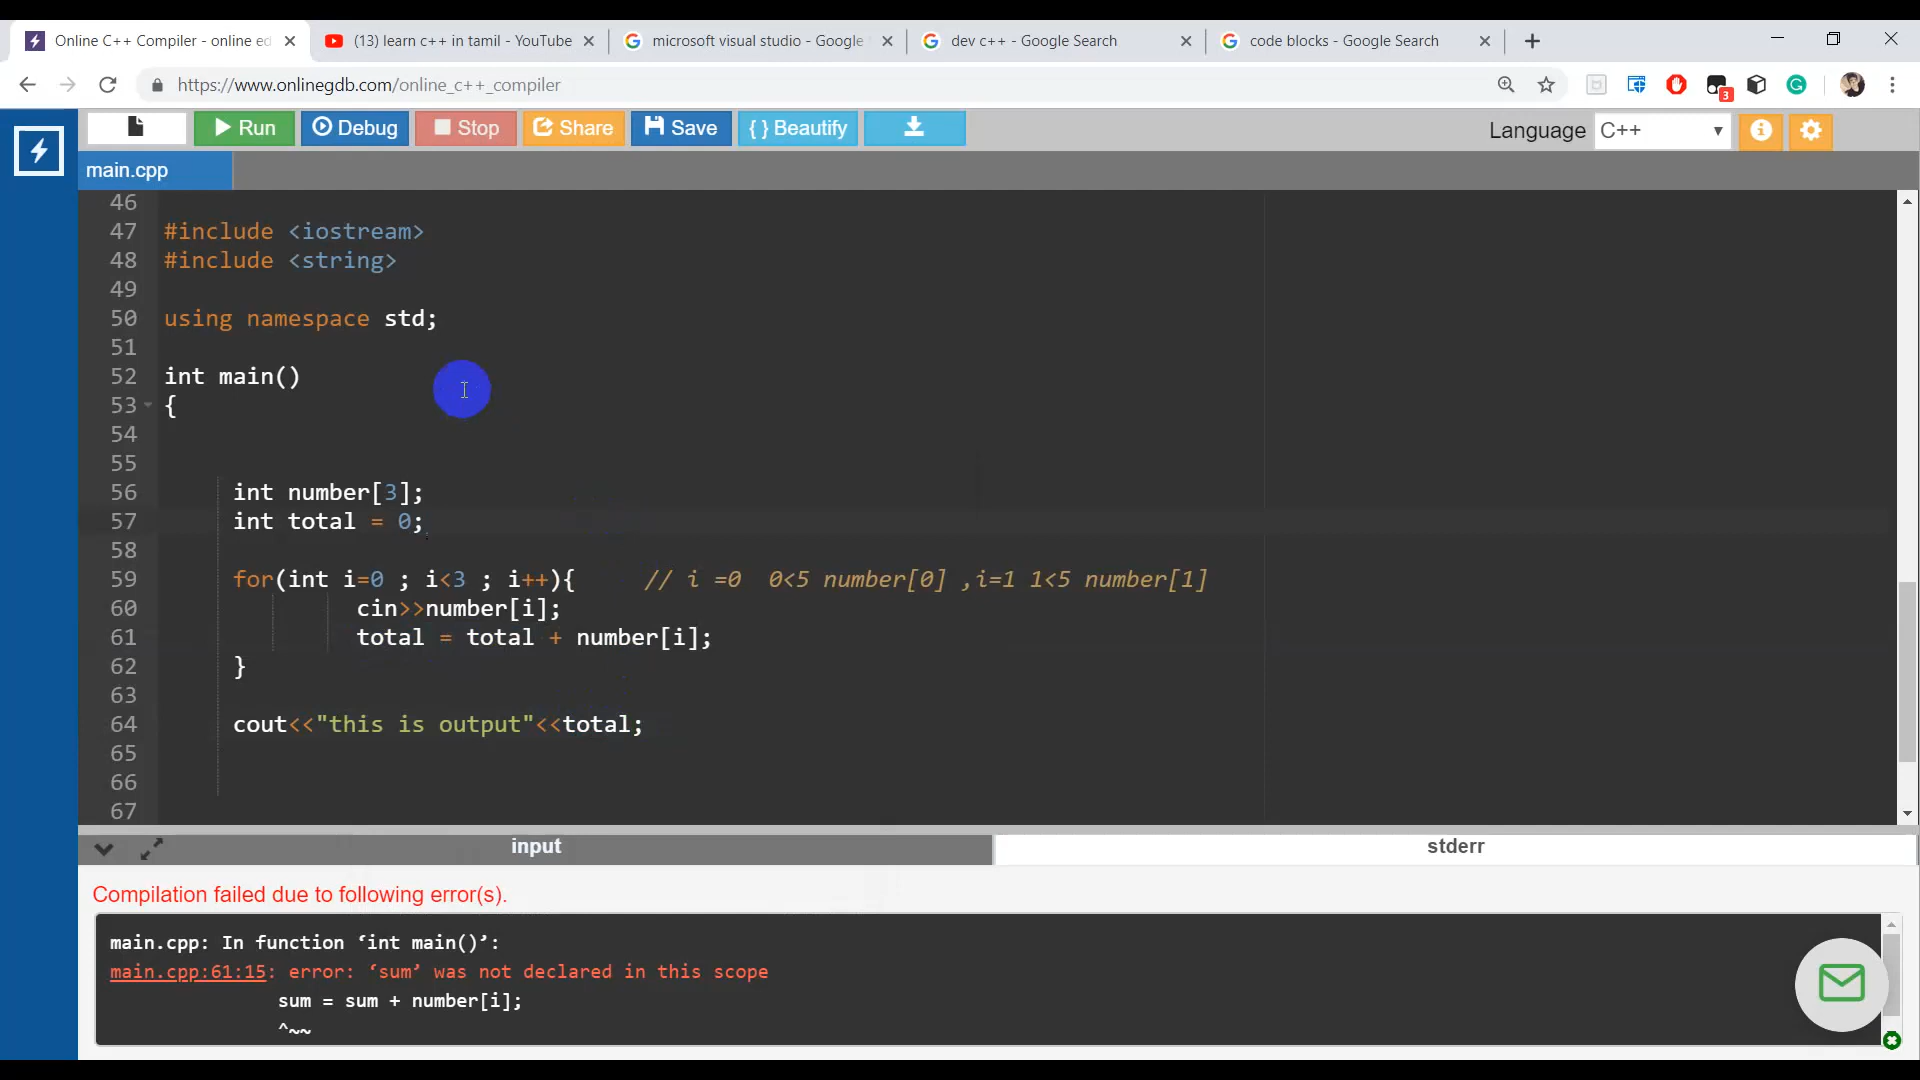 Online C++ Compiler - online ed
(13) learn c++ in tamil - YouTube
microsoft visual studio - Google
dev c++ - Google Search
code blocks - Google Search
https://www.onlinegdb.com/online_c++_compiler
3
Run
Debug
Stop
Share
Save
{ } Beautify
Language
C++
main.cpp
46
47 #include <iostream>
48 #include <string>
49
50 using namespace std;
51
52 int main()
53 {
54
55
56 int number[3];
57 int total = 0;
58
59 for(int i=0 ; i<3 ; i++){ // i =0 0<5 number[0] ,i=1 1<5 number[1]
60 cin>>number[i];
61 total = total + number[i];
62 }
63
64 cout<<"this is output"<<total;
65
66
67
input
stderr
Compilation failed due to following error(s).
main.cpp: In function ‘int main()’:
main.cpp:61:15: error: ‘sum’ was not declared in this scope
sum = sum + number[i];
^~~